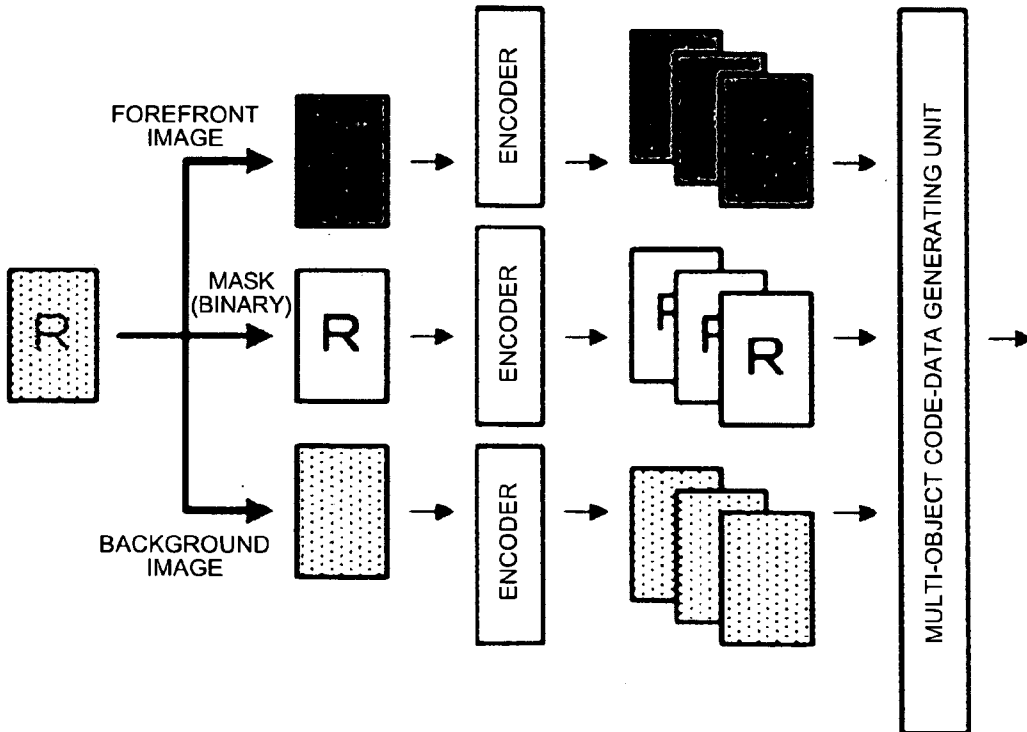 FOREFRONT
IMAGE
ENCODER
R
MASK
(BINARY)
R
ENCODER
R
R
R
BACKGROUND
IMAGE
ENCODER
MULTI-OBJECT CODE-DATA GENERATING UNIT